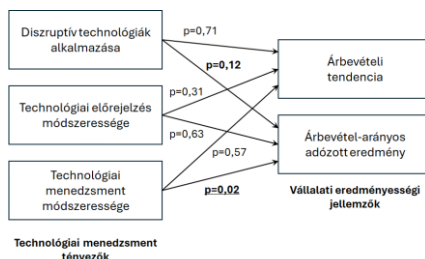 Diszruptív technológiák
alkalmazása
p=0,71
p=0,12
Árbevételi
tendencia
Technológiai előrejelzés
módszeressége
p=0,31
p=0,63
Árbevétel-arányos
adózott eredmény
Technológiai
menedzsment
módszeressége
p=0,57
p=0,02
Vállalati eredményességi
jellemzők
Technológiai menedzsment
tényezők